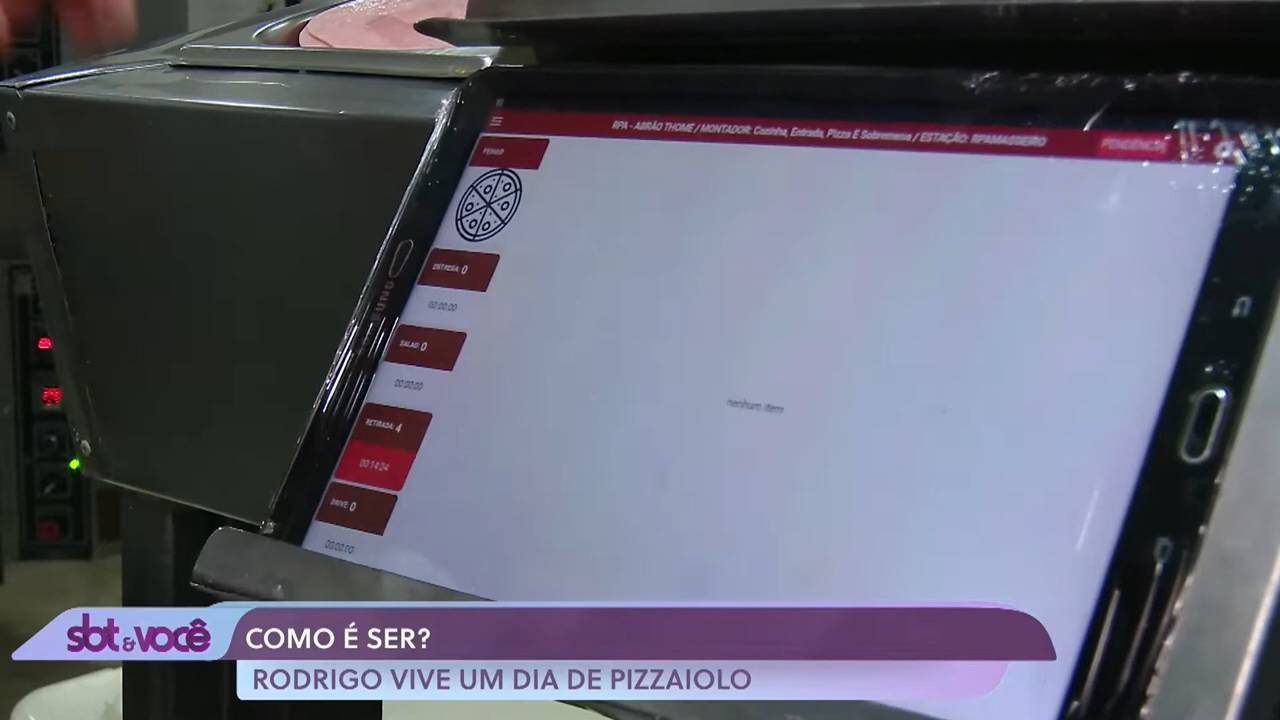 RPA - ABRÃO THOME / MONTADOR: Cozinha, Entrada, Pizza E Sobremesa / ESTAÇÃO: RPAMASSEIRO
ENTREGA: 0
00:00:00
SALAO: 0
00:00:00
RETIRADA: 4
00:14:24
DRIVE: 0
00:00:00
nenhum item
sbt&você
COMO É SER?
RODRIGO VIVE UM DIA DE PIZZAIOLO